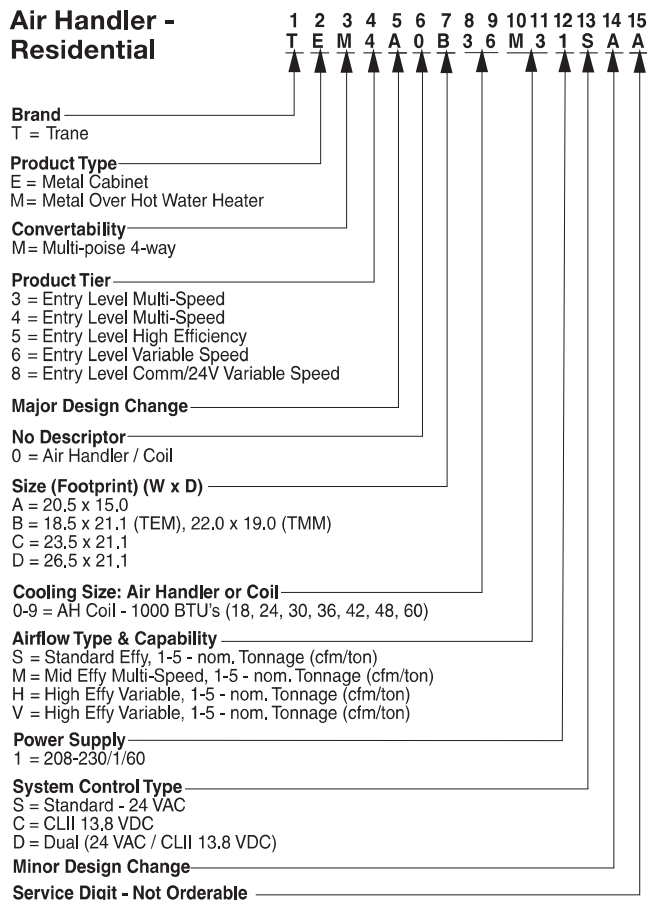 Air Handler -
Residential
1 2 3 4 5 6 7 8 9 10 11 12 13 14 15
T E M 4 A 0 B 3 6 M 3 1 S A A
Brand
T = Trane
Product Type
E = Metal Cabinet
M = Metal Over Hot Water Heater
Convertability
M = Multi-poise 4-way
Product Tier
3 = Entry Level Multi-Speed
4 = Entry Level Multi-Speed
5 = Entry Level High Efficiency
6 = Entry Level Variable Speed
8 = Entry Level Comm/24V Variable Speed
Major Design Change
No Descriptor
0 = Air Handler / Coil
Size (Footprint) (W x D)
A = 20.5 x 15.0
B = 18.5 x 21.1 (TEM), 22.0 x 19.0 (TMM)
C = 23.5 x 21.1
D = 26.5 x 21.1
Cooling Size: Air Handler or Coil
0-9 = AH Coil - 1000 BTU's (18, 24, 30, 36, 42, 48, 60)
Airflow Type & Capability
S = Standard Effy, 1-5 - nom. Tonnage (cfm/ton)
M = Mid Effy Multi-Speed, 1-5 - nom. Tonnage (cfm/ton)
H = High Effy Variable, 1-5 - nom. Tonnage (cfm/ton)
V = High Effy Variable, 1-5 - nom. Tonnage (cfm/ton)
Power Supply
1 = 208-230/1/60
System Control Type
S = Standard - 24 VAC
C = CLII 13.8 VDC
D = Dual (24 VAC / CLII 13.8 VDC)
Minor Design Change
Service Digit - Not Orderable